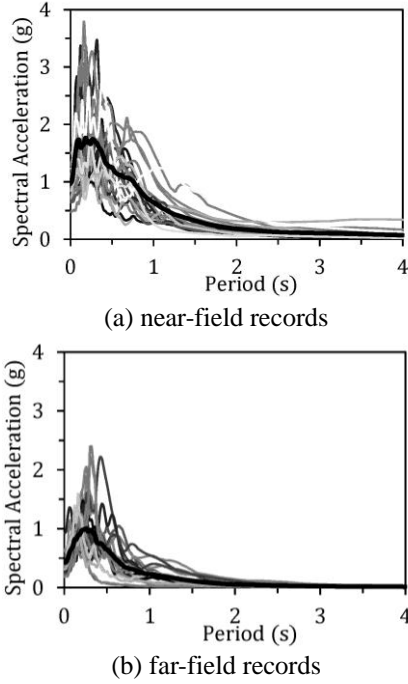 Spectral Acceleration (g)
4
3
2
1
0
0 1 2 3 4
Period (s)
(a) near-field records
Spectral Acceleration (g)
4
3
2
1
0
0 1 2 3 4
Period (s)
(b) far-field records